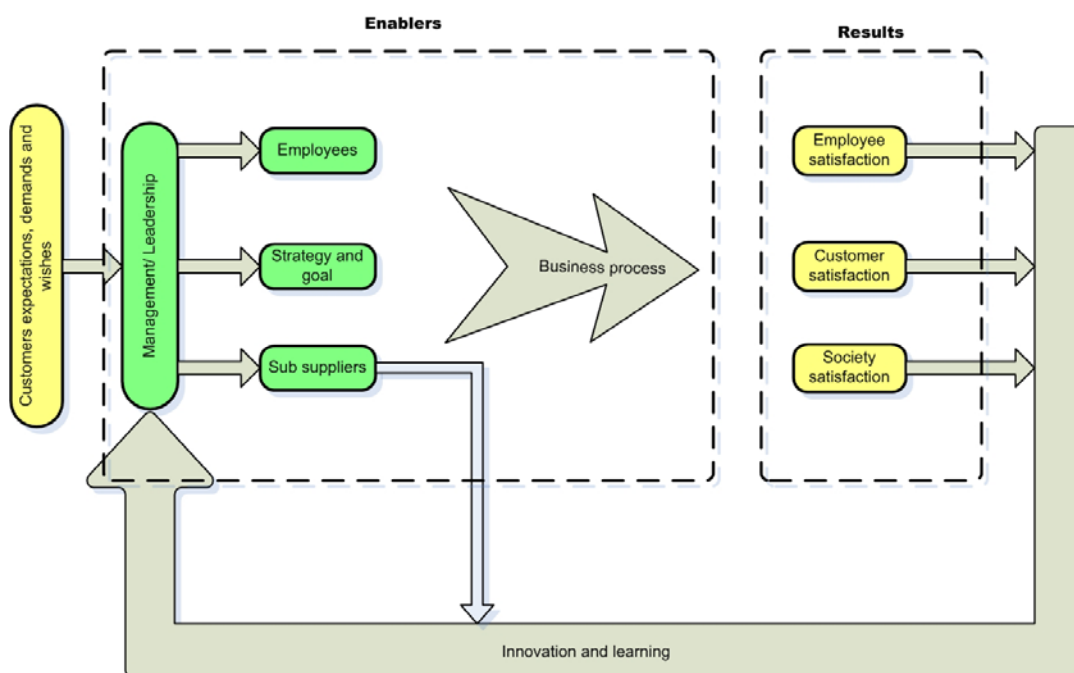 Enablers
Results
Customers expectations, demands and
wishes
Management/ Leadership
Employees
Strategy and
goal
Sub suppliers
Business process
Employee
satisfaction
Customer
satisfaction
Society
satisfaction
Innovation and learning